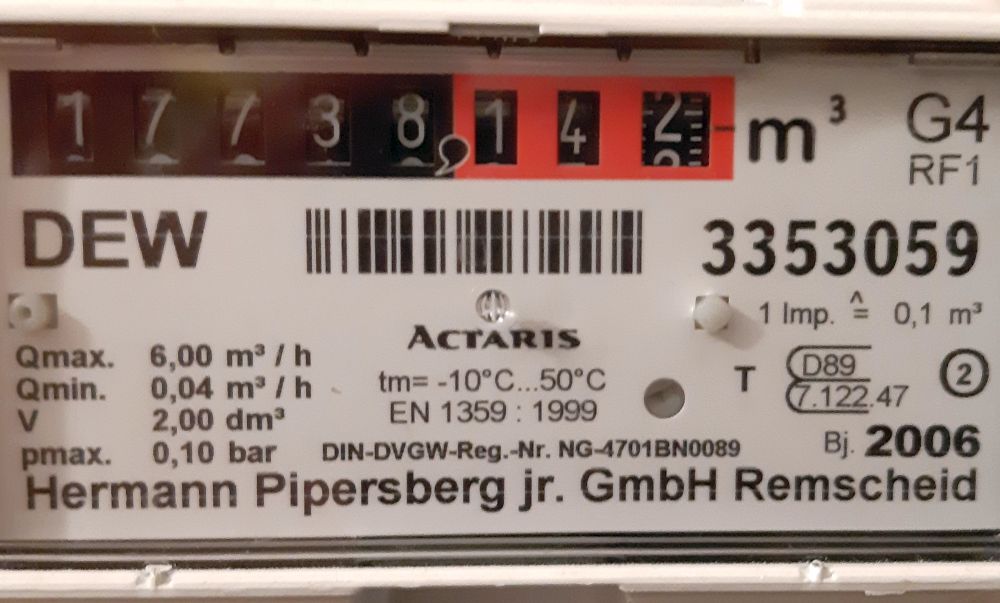 17738,142 m³
G4
RF1
DEW
3353059
1 Imp. ≙ 0,1 m³
ACTARIS
Qmax. 6,00 m³ / h
Qmin. 0,04 m³ / h
V 2,00 dm³
pmax. 0,10 bar
tm= -10°C...50°C
EN 1359 : 1999
DIN-DVGW-Reg.-Nr. NG-4701BN0089
T
D89
7.122.47
2
Bj. 2006
Hermann Pipersberg jr. GmbH Remscheid